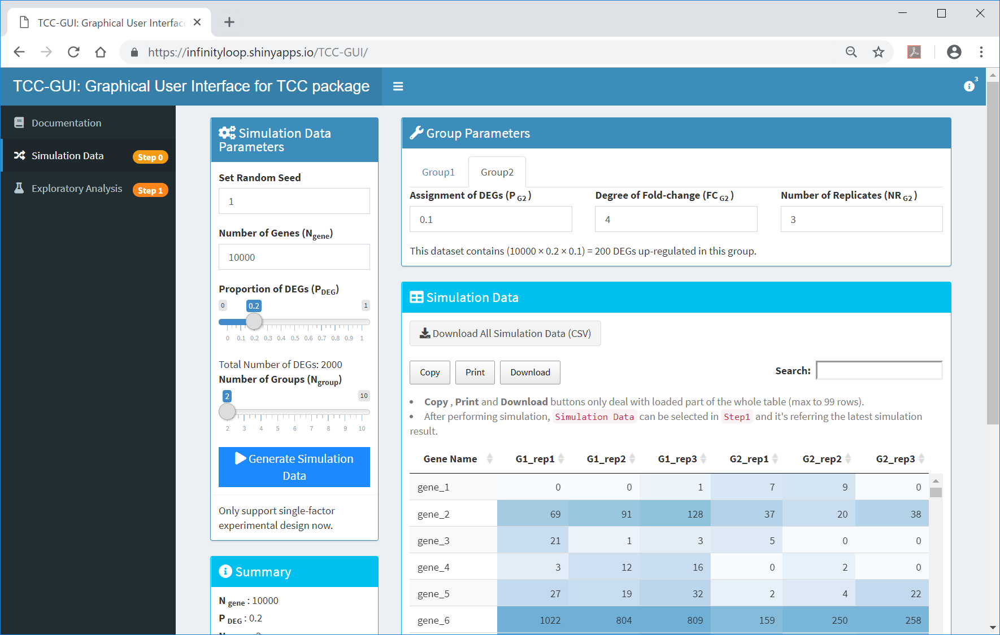 TCC-GUI: Graphical User Interface
https://infinityloop.shinyapps.io/TCC-GUI/
TCC-GUI: Graphical User Interface for TCC package
3
Documentation
Simulation Data Step 0
Exploratory Analysis Step 1
Simulation Data
Parameters
Set Random Seed
1
Number of Genes (Ngene)
10000
Proportion of DEGs (PDEG)
0 0.2 1
0 0.1 0.2 0.3 0.4 0.5 0.6 0.7 0.8 0.9 1
Total Number of DEGs: 2000
Number of Groups (Ngroup)
2 10
2 3 4 5 6 7 8 9 10
Generate Simulation
Data
Only support single-factor
experimental design now.
Summary
N gene : 10000
P DEG : 0.2
Group Parameters
Group1 Group2
Assignment of DEGs (P G2 ) Degree of Fold-change (FC G2 ) Number of Replicates (NR G2 )
0.1 4 3
This dataset contains (10000 × 0.2 × 0.1) = 200 DEGs up-regulated in this group.
Simulation Data
Download All Simulation Data (CSV)
Copy Print Download Search:
• Copy , Print and Download buttons only deal with loaded part of the whole table (max to 99 rows).
• After performing simulation, Simulation Data can be selected in Step1 and it's referring the latest simulation
result.
Gene Name G1_rep1 G1_rep2 G1_rep3 G2_rep1 G2_rep2 G2_rep3
gene_1 0 0 1 7 9 0
gene_2 69 91 128 37 20 38
gene_3 21 1 3 5 0 0
gene_4 3 12 16 0 2 0
gene_5 27 19 32 2 4 22
gene_6 1022 804 809 159 250 258